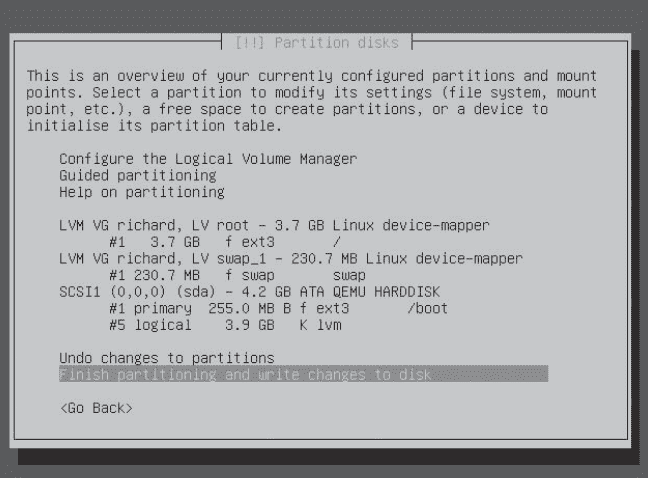 [!!] Partition disks
This is an overview of your currently configured partitions and mount
points. Select a partition to modify its settings (file system, mount
point, etc.), a free space to create partitions, or a device to
initialise its partition table.
Configure the Logical Volume Manager
Guided partitioning
Help on partitioning
LVM VG richard, LV root - 3.7 GB Linux device-mapper
#1 3.7 GB f ext3 /
LVM VG richard, LV swap_1 - 230.7 MB Linux device-mapper
#1 230.7 MB f swap swap
SCSI1 (0,0,0) (sda) - 4.2 GB ATA QEMU HARDDISK
#1 primary 255.0 MB B f ext3 /boot
#5 logical 3.9 GB K lvm
Undo changes to partitions
Finish partitioning and write changes to disk
<Go Back>